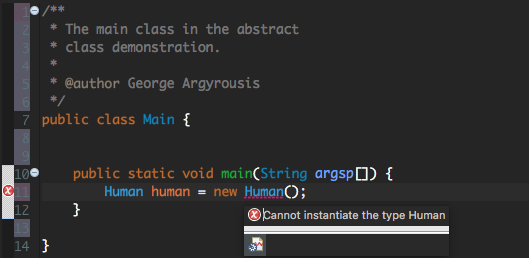 1 /**
2 * The main class in the abstract
3 * class demonstration.
4 *
5 * @author George Argyrousis
6 */
7 public class Main {
8
9
10 public static void main(String argsp[]) {
11 Human human = new Human();
Cannot instantiate the type Human
12 }
13
14 }